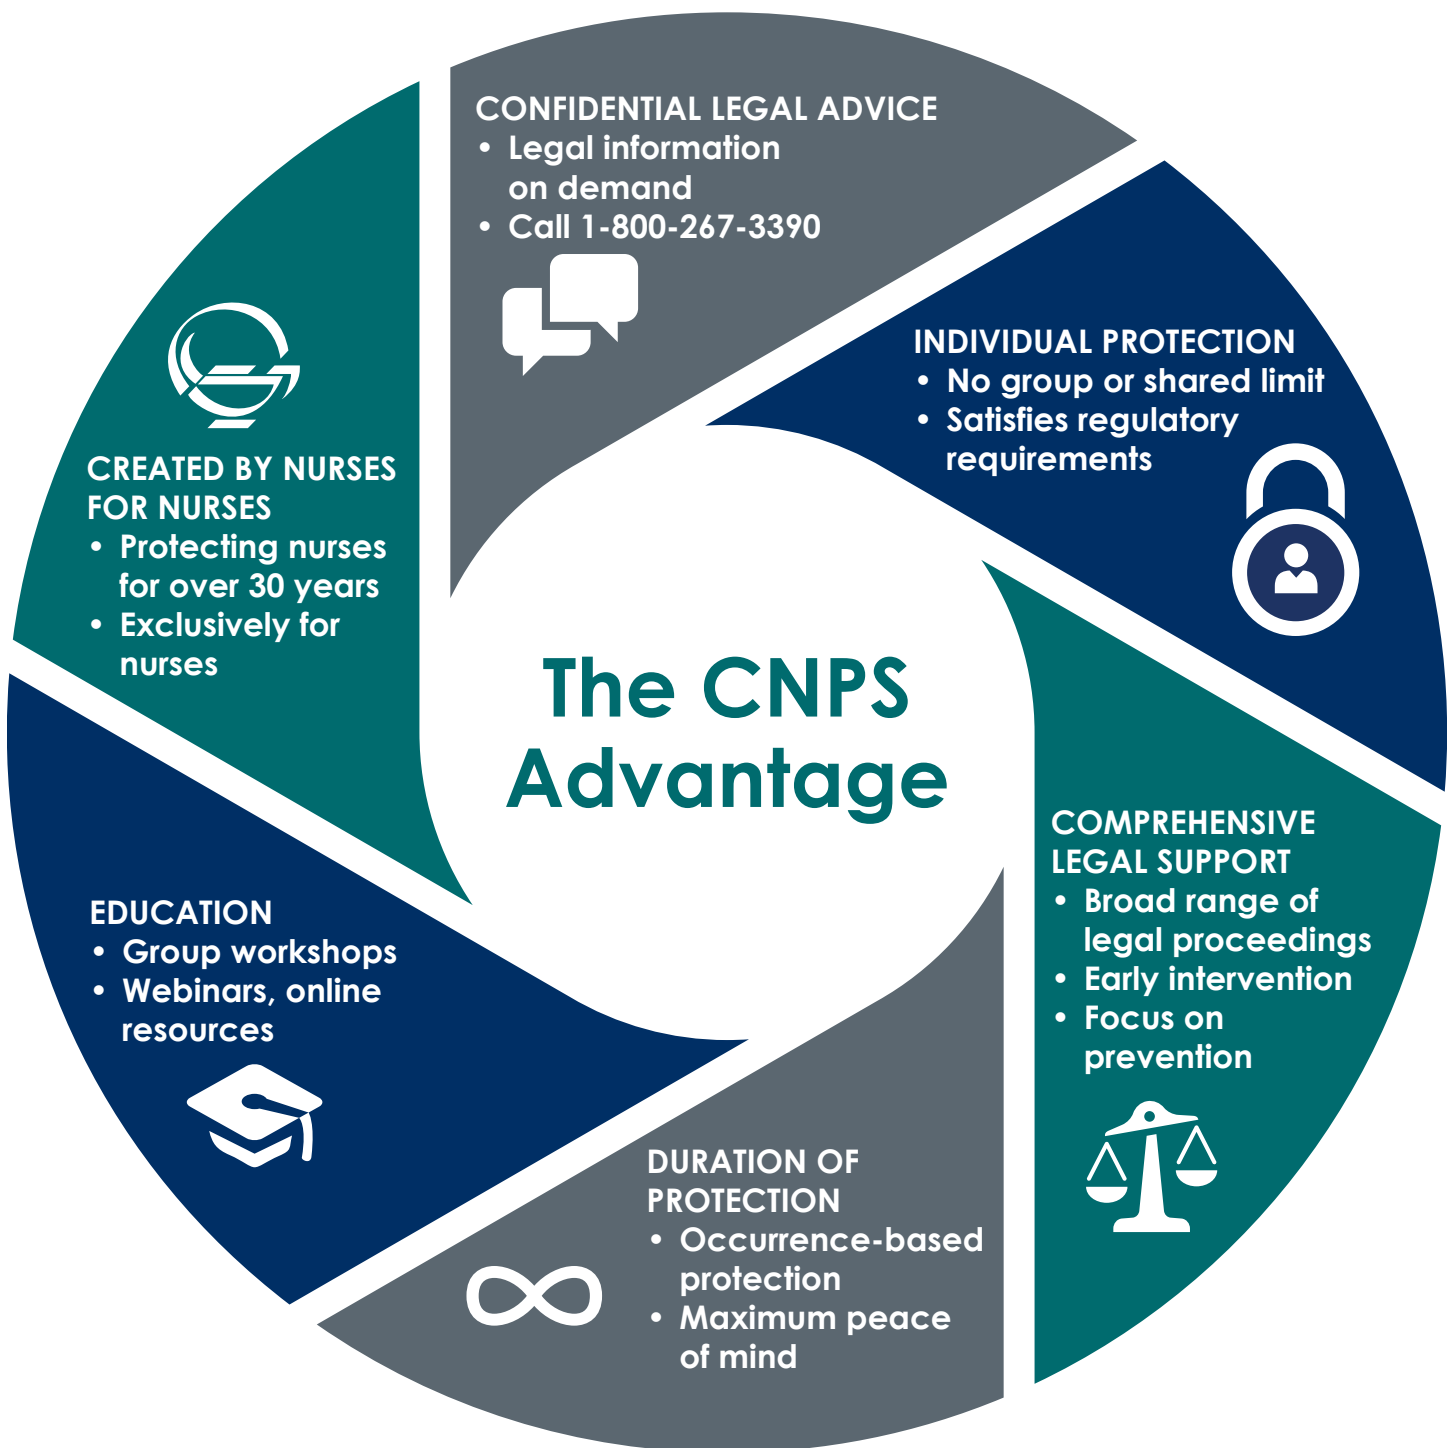 CONFIDENTIAL LEGAL ADVICE
• Legal information
on demand
• Call 1-800-267-3390
INDIVIDUAL PROTECTION
• No group or shared limit
• Satisfies regulatory
requirements
COMPREHENSIVE
LEGAL SUPPORT
• Broad range of
legal proceedings
• Early intervention
• Focus on
prevention
DURATION OF
PROTECTION
• Occurrence-based
protection
• Maximum peace
of mind
EDUCATION
• Group workshops
• Webinars, online
resources
CREATED BY NURSES
FOR NURSES
• Protecting nurses
for over 30 years
• Exclusively for
nurses
The CNPS
Advantage